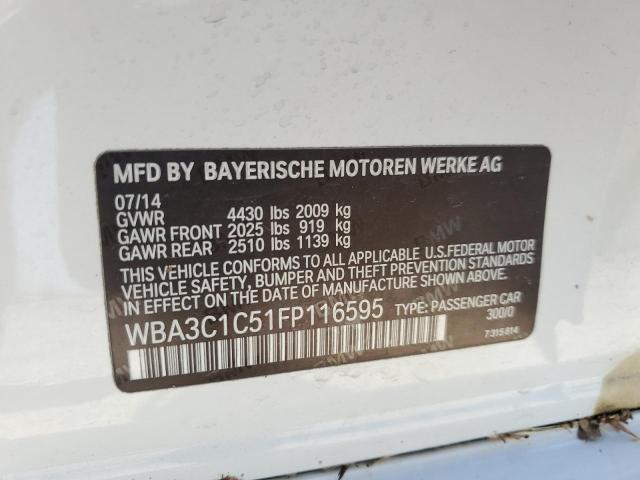 MFD BY BAYERISCHE MOTOREN WERKE AG
07/14
GVWR 4430 lbs 2009 kg
GAWR FRONT 2025 lbs 919 kg
GAWR REAR 2510 lbs 1139 kg
THIS VEHICLE CONFORMS TO ALL APPLICABLE U.S.FEDERAL MOTOR
VEHICLE SAFETY, BUMPER AND THEFT PREVENTION STANDARDS
IN EFFECT ON THE DATE OF MANUFACTURE SHOWN ABOVE.
WBA3C1C51FP116595 TYPE: PASSENGER CAR
300/0
7 315 814